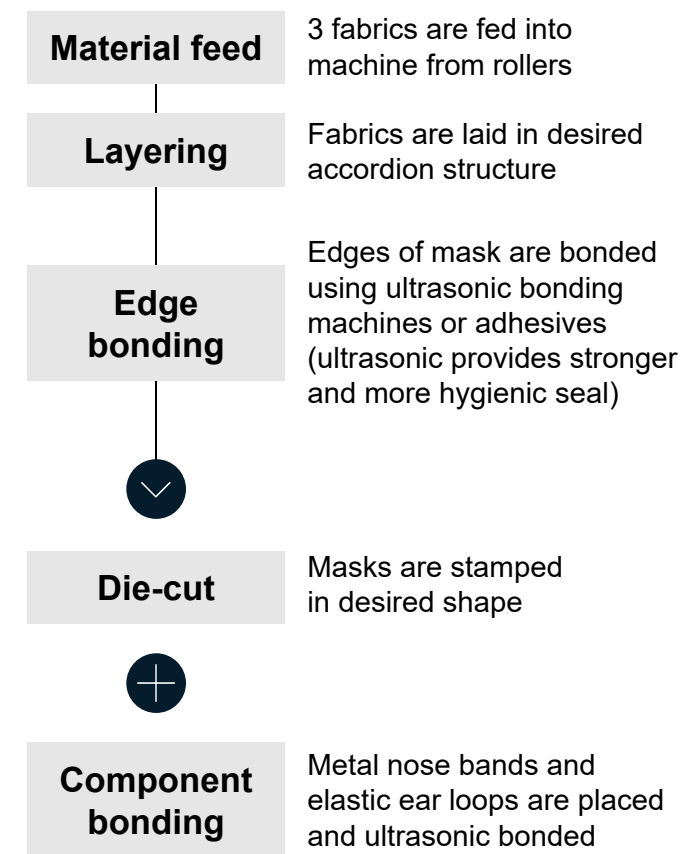 Material feed
3 fabrics are fed into
machine from rollers
Layering
Fabrics are laid in desired
accordion structure
Edge
bonding
Edges of mask are bonded
using ultrasonic bonding
machines or adhesives
(ultrasonic provides stronger
and more hygienic seal)
Die-cut
Masks are stamped
in desired shape
Component
bonding
Metal nose bands and
elastic ear loops are placed
and ultrasonic bonded